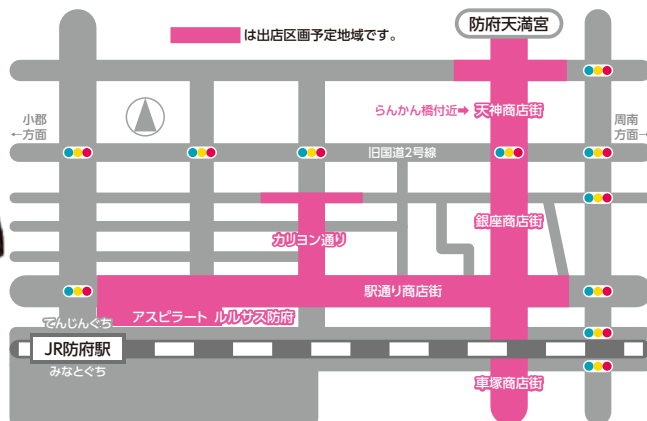 防府天満宮
は出店区画予定地域です。
らんかん橋付近➡ 天神商店街
小郡
←方面
周南
方面→
旧国道2号線
銀座商店街
カリヨン通り
駅通り商店街
アスピラート ルルサス防府
てんじんぐち
JR防府駅
みなとぐち
車塚商店街